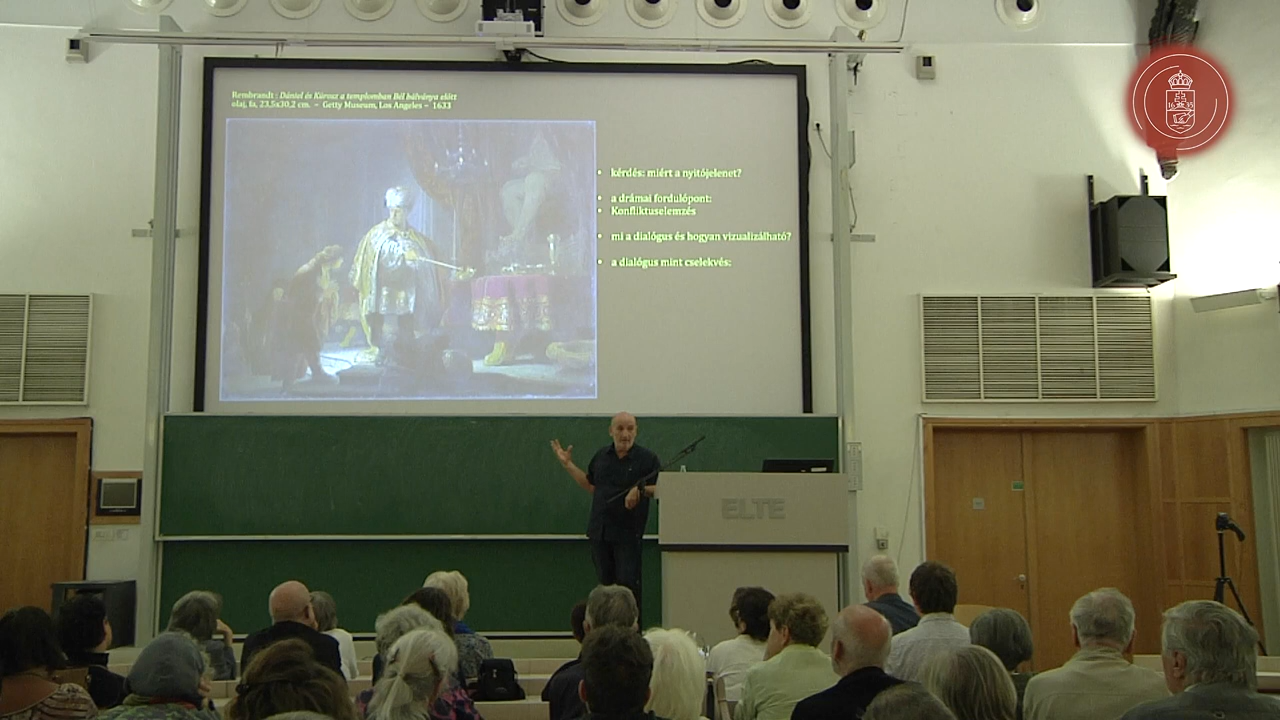 Rembrandt : Dániel és Kürosz a templomban Bél bálványa előtt
olaj, fa, 23,5x30,2 cm. – Getty Museum, Los Angeles – 1633
• kérdés: miért a nyitójelenet?
• a drámai fordulópont:
• Konfliktuselemzés
• mi a dialógus és hogyan vizualizálható?
• a dialógus mint cselekvés:
ELTE
1635